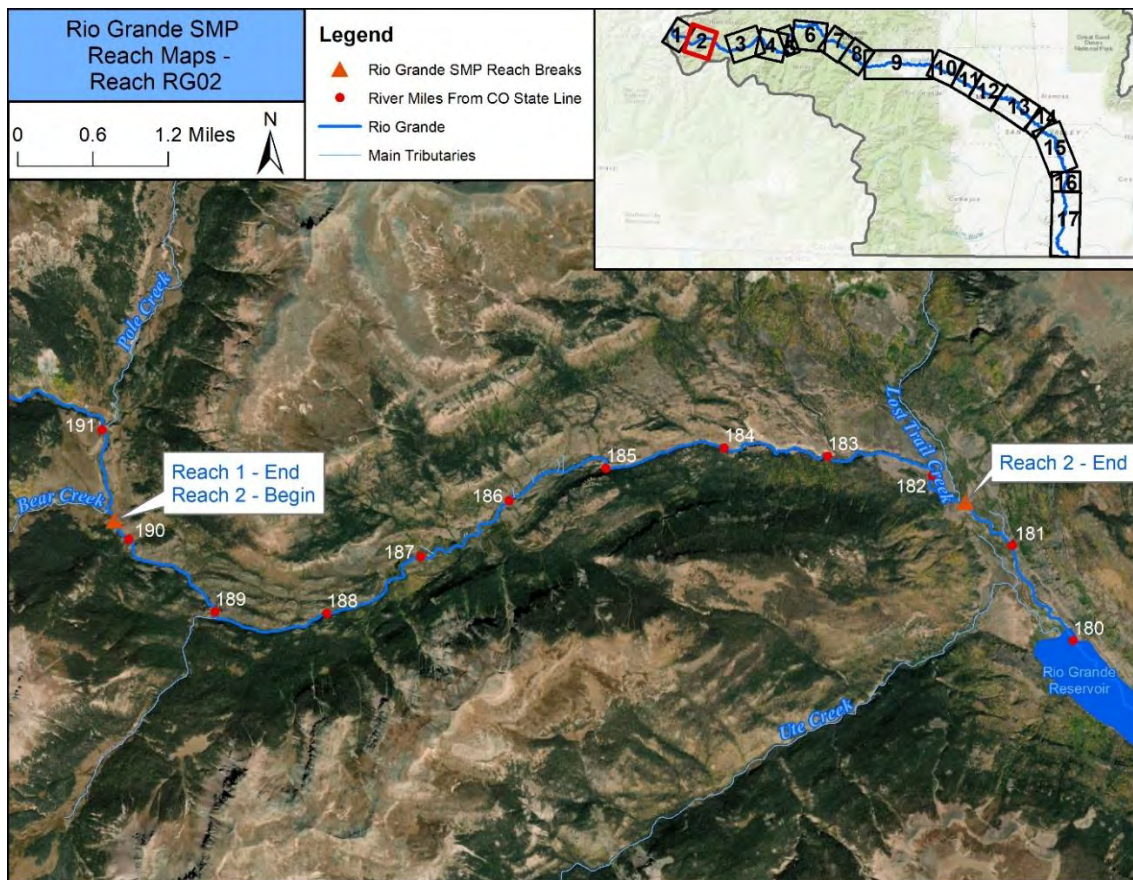 Rio Grande SMP
Reach Maps -
Reach RG02
0 0.6 1.2 Miles
N
Legend
Rio Grande SMP Reach Breaks
River Miles From CO State Line
Rio Grande
Main Tributaries
1
2
3
4
5
6
7
8
9
10
11
12
13
14
15
16
17
Pole Creek
191
Bear Creek
Reach 1 - End
Reach 2 - Begin
190
189
188
187
186
185
184
183
Lost Trail Creek
182
Reach 2 - End
181
180
Rio Grande
Reservoir
Ute Creek